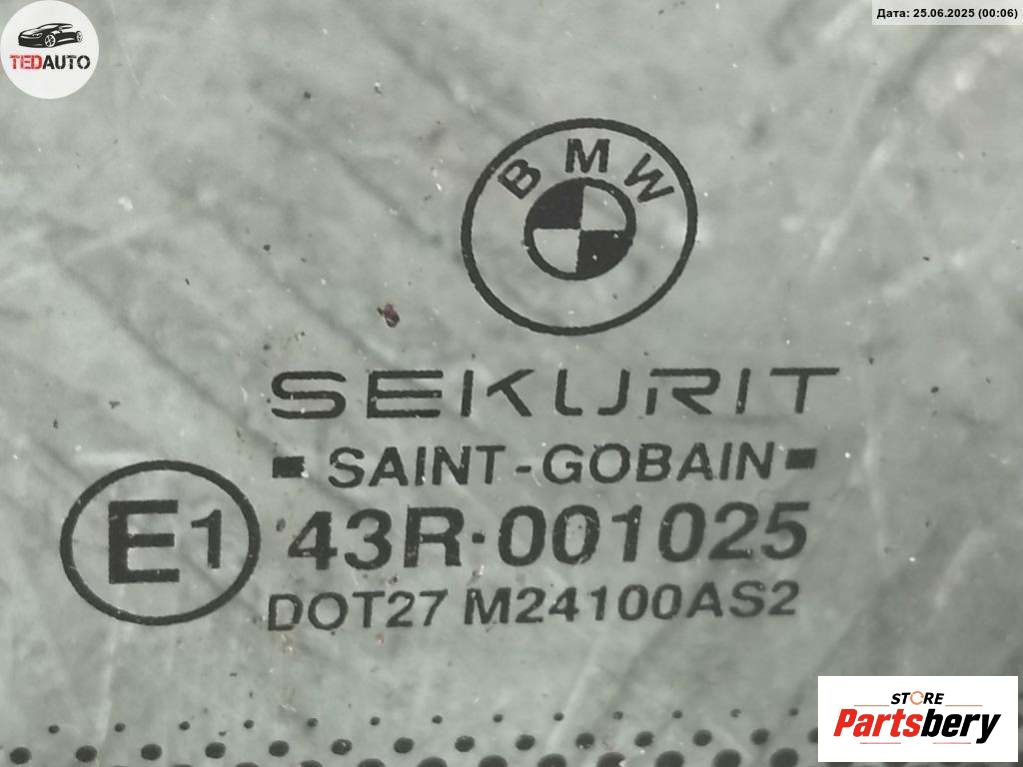 TEDAUTO
Дата: 25.06.2025 (00:06)
BMW
SEKURIT
SAINT-GOBAIN
E1
43R-001025
DOT27 M24100AS2
STORE
Partsbery